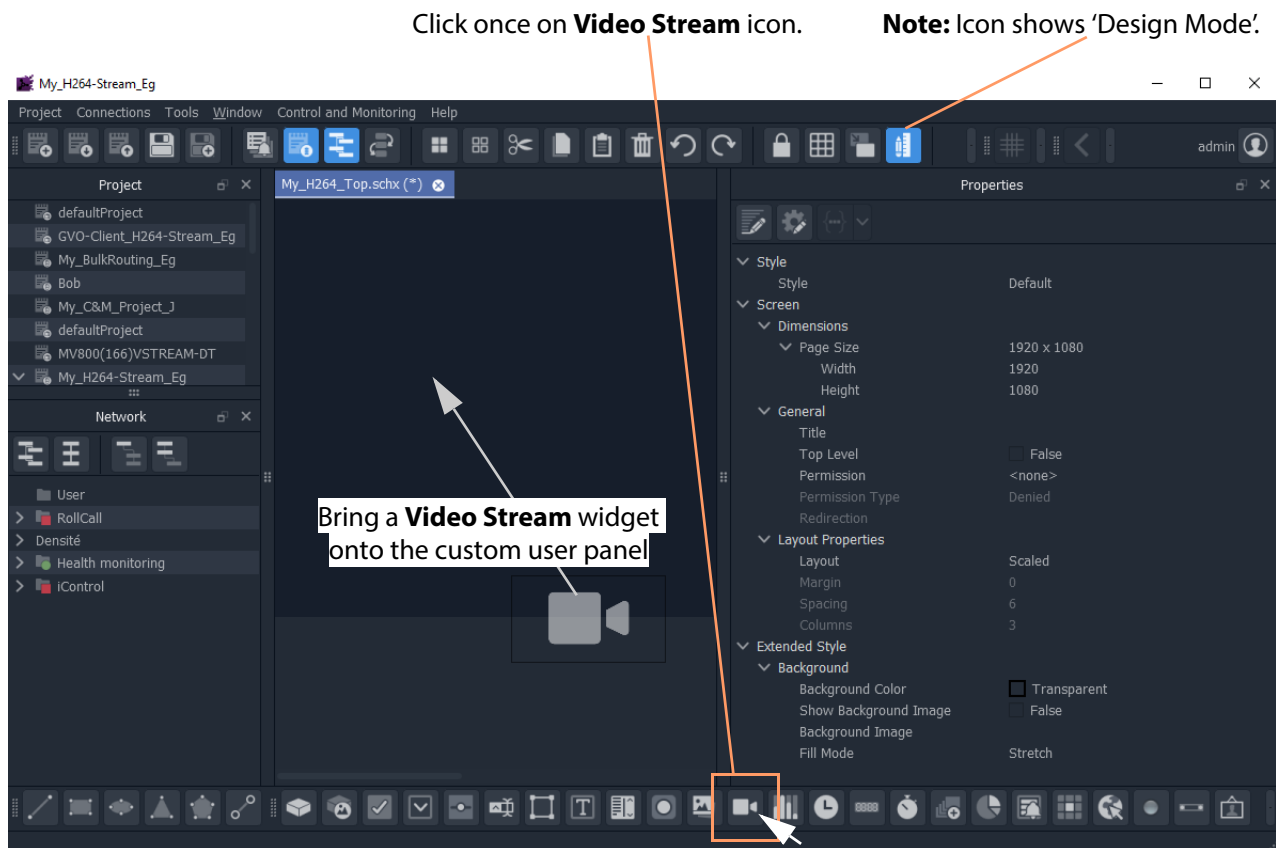 Click once on Video Stream icon.
Note: Icon shows ‘Design Mode’.
My_H264-Stream_Eg
Project Connections Tools Window Control and Monitoring Help
admin
Project
defaultProject
GVO-Client_H264-Stream_Eg
My_BulkRouting_Eg
Bob
My_C&M_Project_J
defaultProject
MV800(166)VSTREAM-DT
My_H264-Stream_Eg
Network
User
RollCall
Densité
Health monitoring
iControl
My_H264_Top.schx (*)
Bring a Video Stream widget
onto the custom user panel
Properties
Style
Style Default
Screen
Dimensions
Page Size 1920 x 1080
Width 1920
Height 1080
General
Title
Top Level False
Permission <none>
Permission Type Denied
Redirection
Layout Properties
Layout Scaled
Margin 0
Spacing 6
Columns 3
Extended Style
Background
Background Color Transparent
Show Background Image False
Background Image
Fill Mode Stretch
T
8888